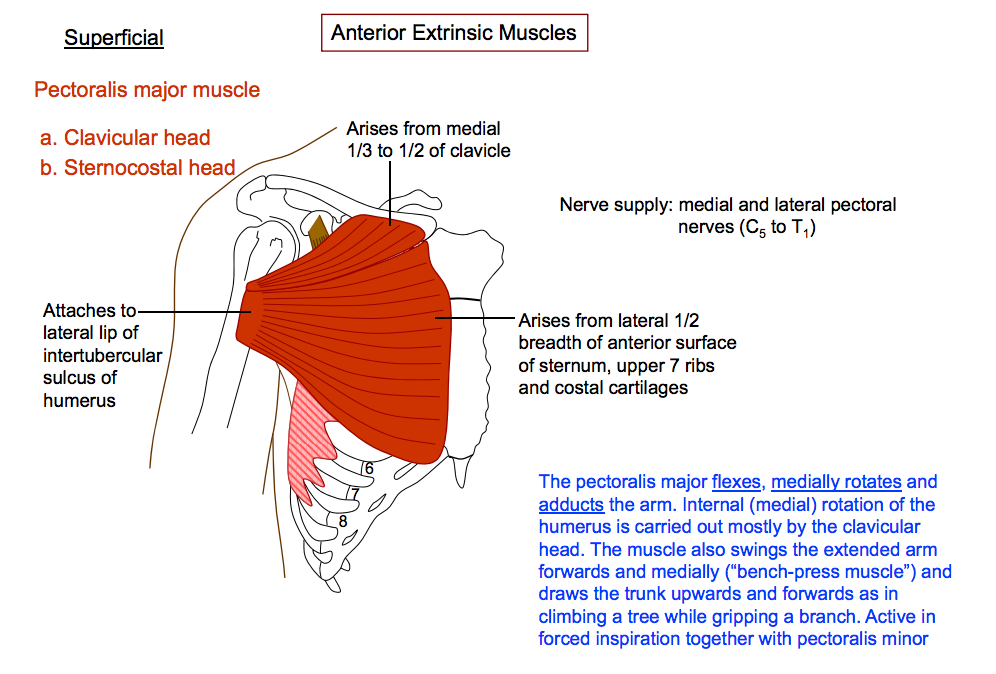 Superficial
Anterior Extrinsic Muscles
Pectoralis major muscle
a. Clavicular head
b. Sternocostal head
Arises from medial
1/3 to 1/2 of clavicle
Nerve supply: medial and lateral pectoral
nerves (C5 to T1)
Attaches to
lateral lip of
intertubercular
sulcus of
humerus
Arises from lateral 1/2
breadth of anterior surface
of sternum, upper 7 ribs
and costal cartilages
6
7
8
The pectoralis major flexes, medially rotates and
adducts the arm. Internal (medial) rotation of the
humerus is carried out mostly by the clavicular
head. The muscle also swings the extended arm
forwards and medially (“bench-press muscle”) and
draws the trunk upwards and forwards as in
climbing a tree while gripping a branch. Active in
forced inspiration together with pectoralis minor